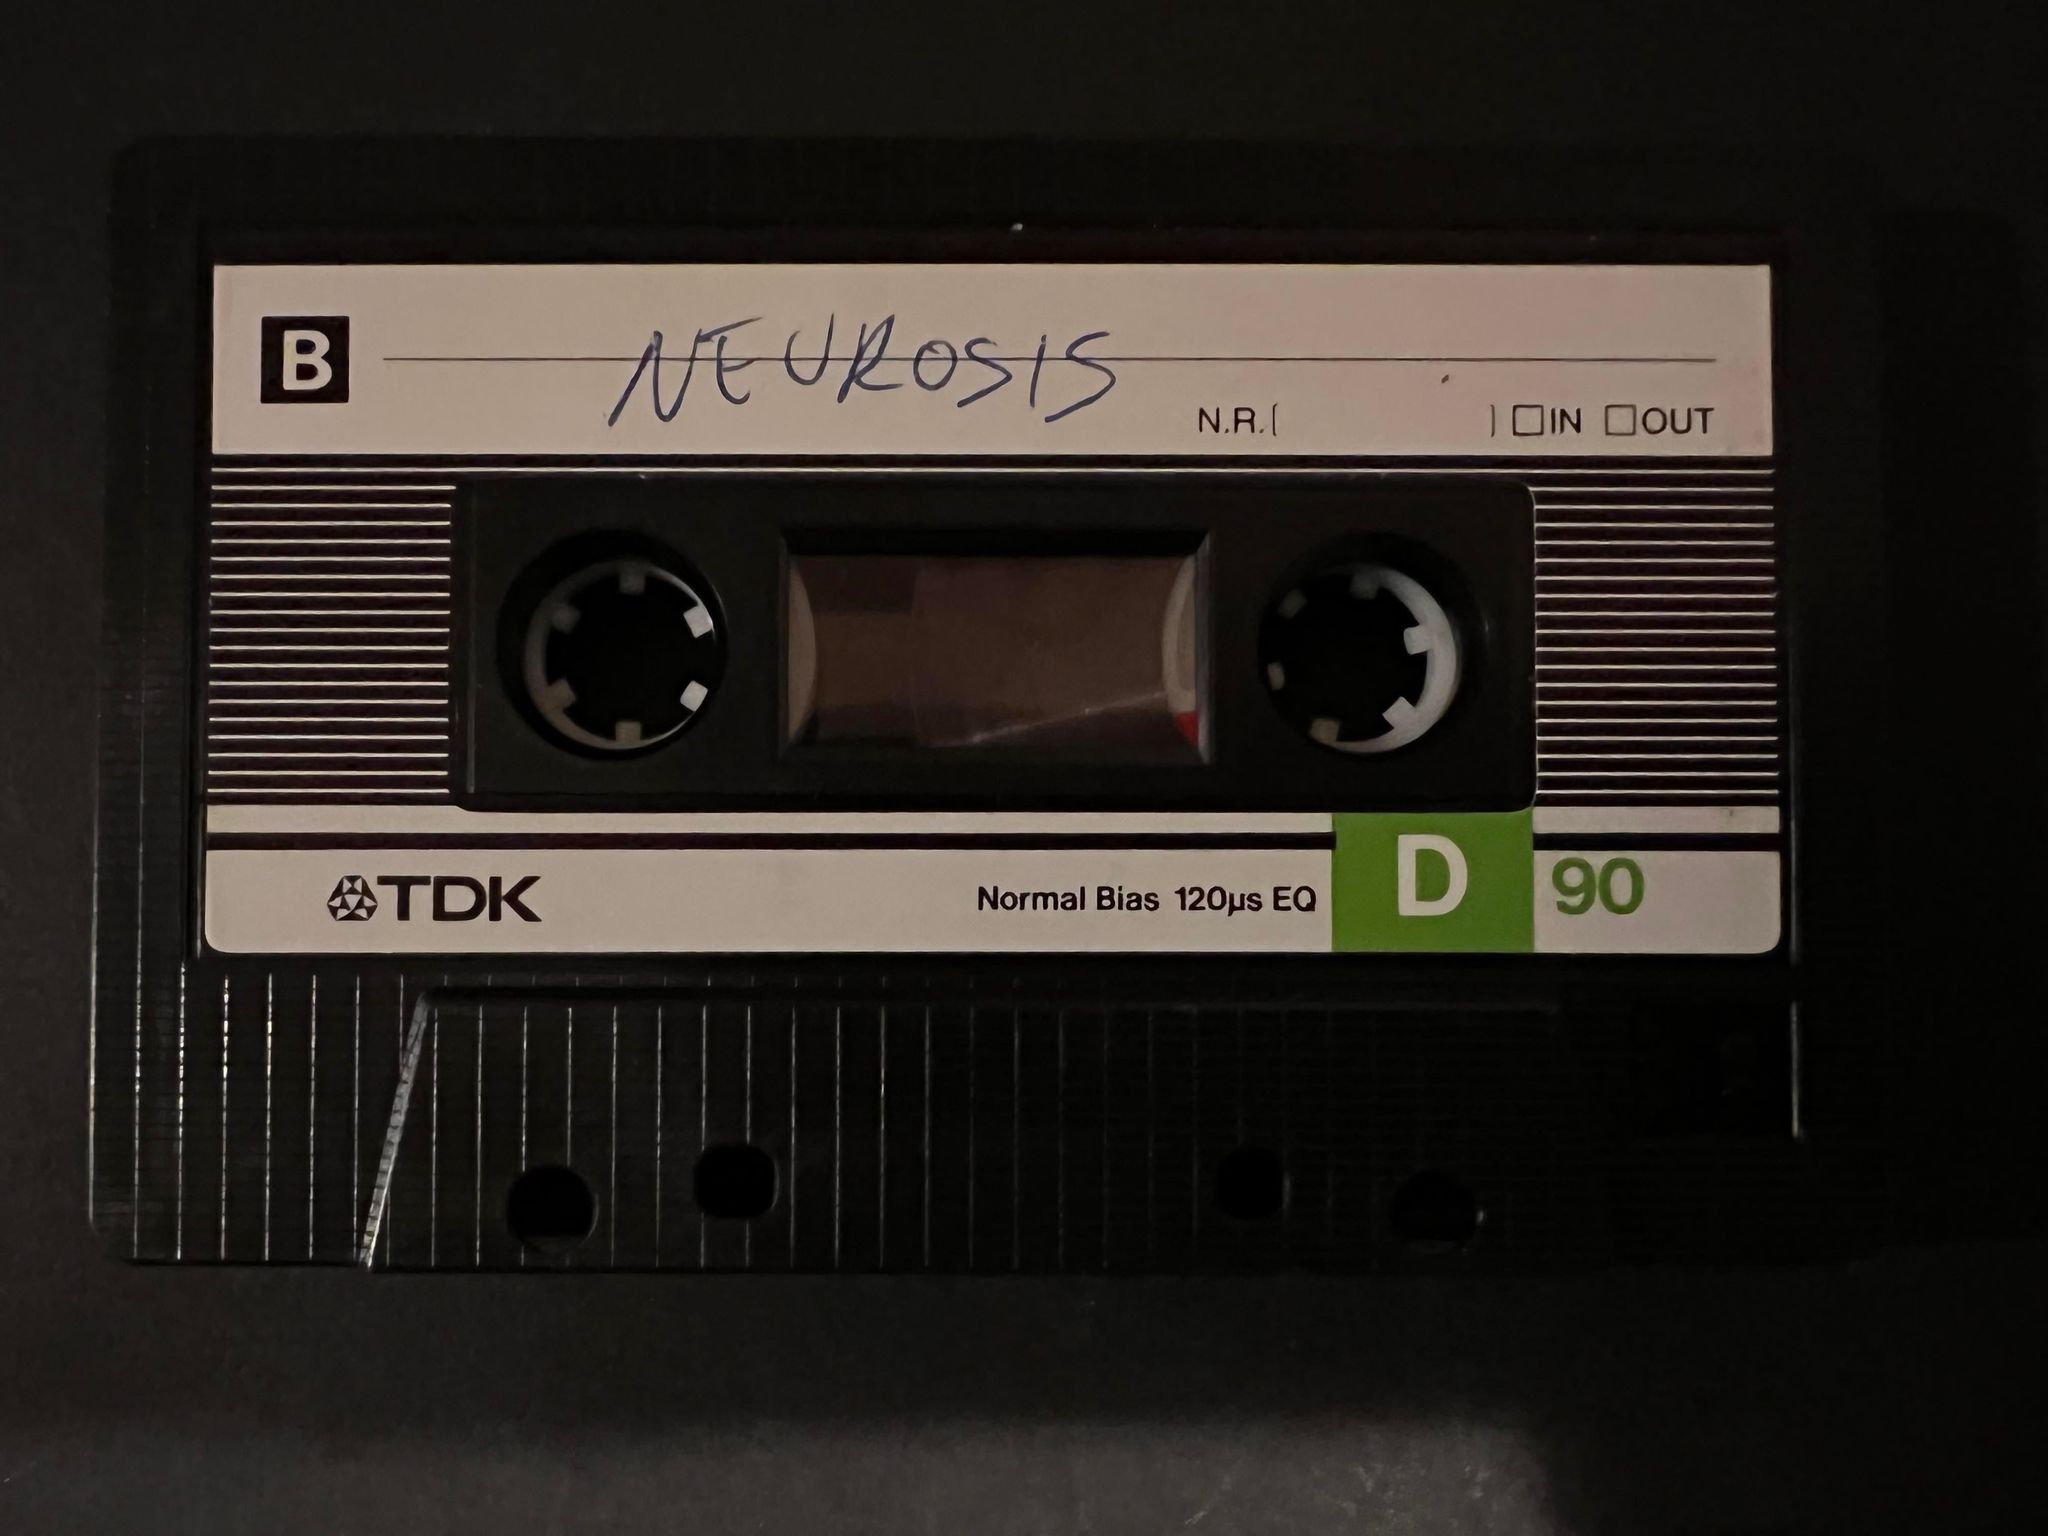 B
NEUROSIS
N.R.[ ] □IN □OUT
TDK
Normal Bias 120µs EQ D 90